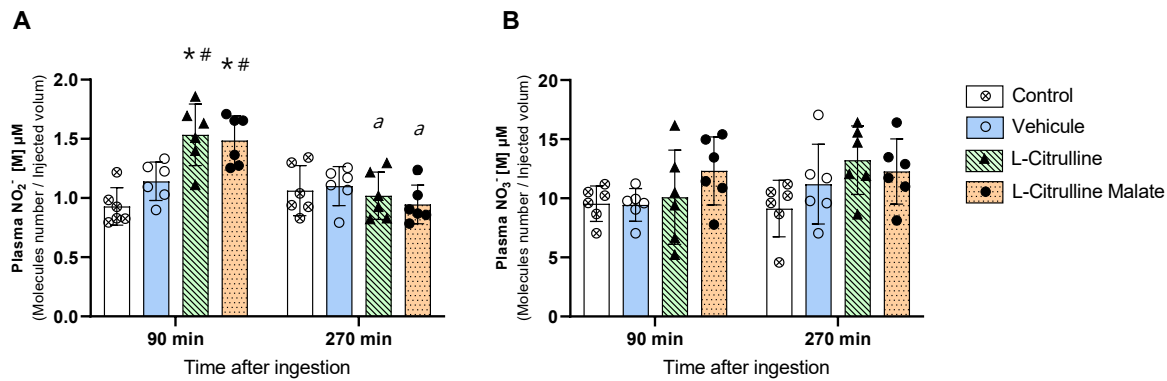 A
Plasma NO₂⁻ [M] µM
(Molecules number / Injected volum)
2.0
1.5
1.0
0.5
0.0
* #
* #
a
a
90 min
270 min
Time after ingestion
B
Plasma NO₃⁻ [M] µM
(Molecules number / Injected volum)
20
15
10
5
0
90 min
270 min
Time after ingestion
Control
Vehicule
L-Citrulline
L-Citrulline Malate